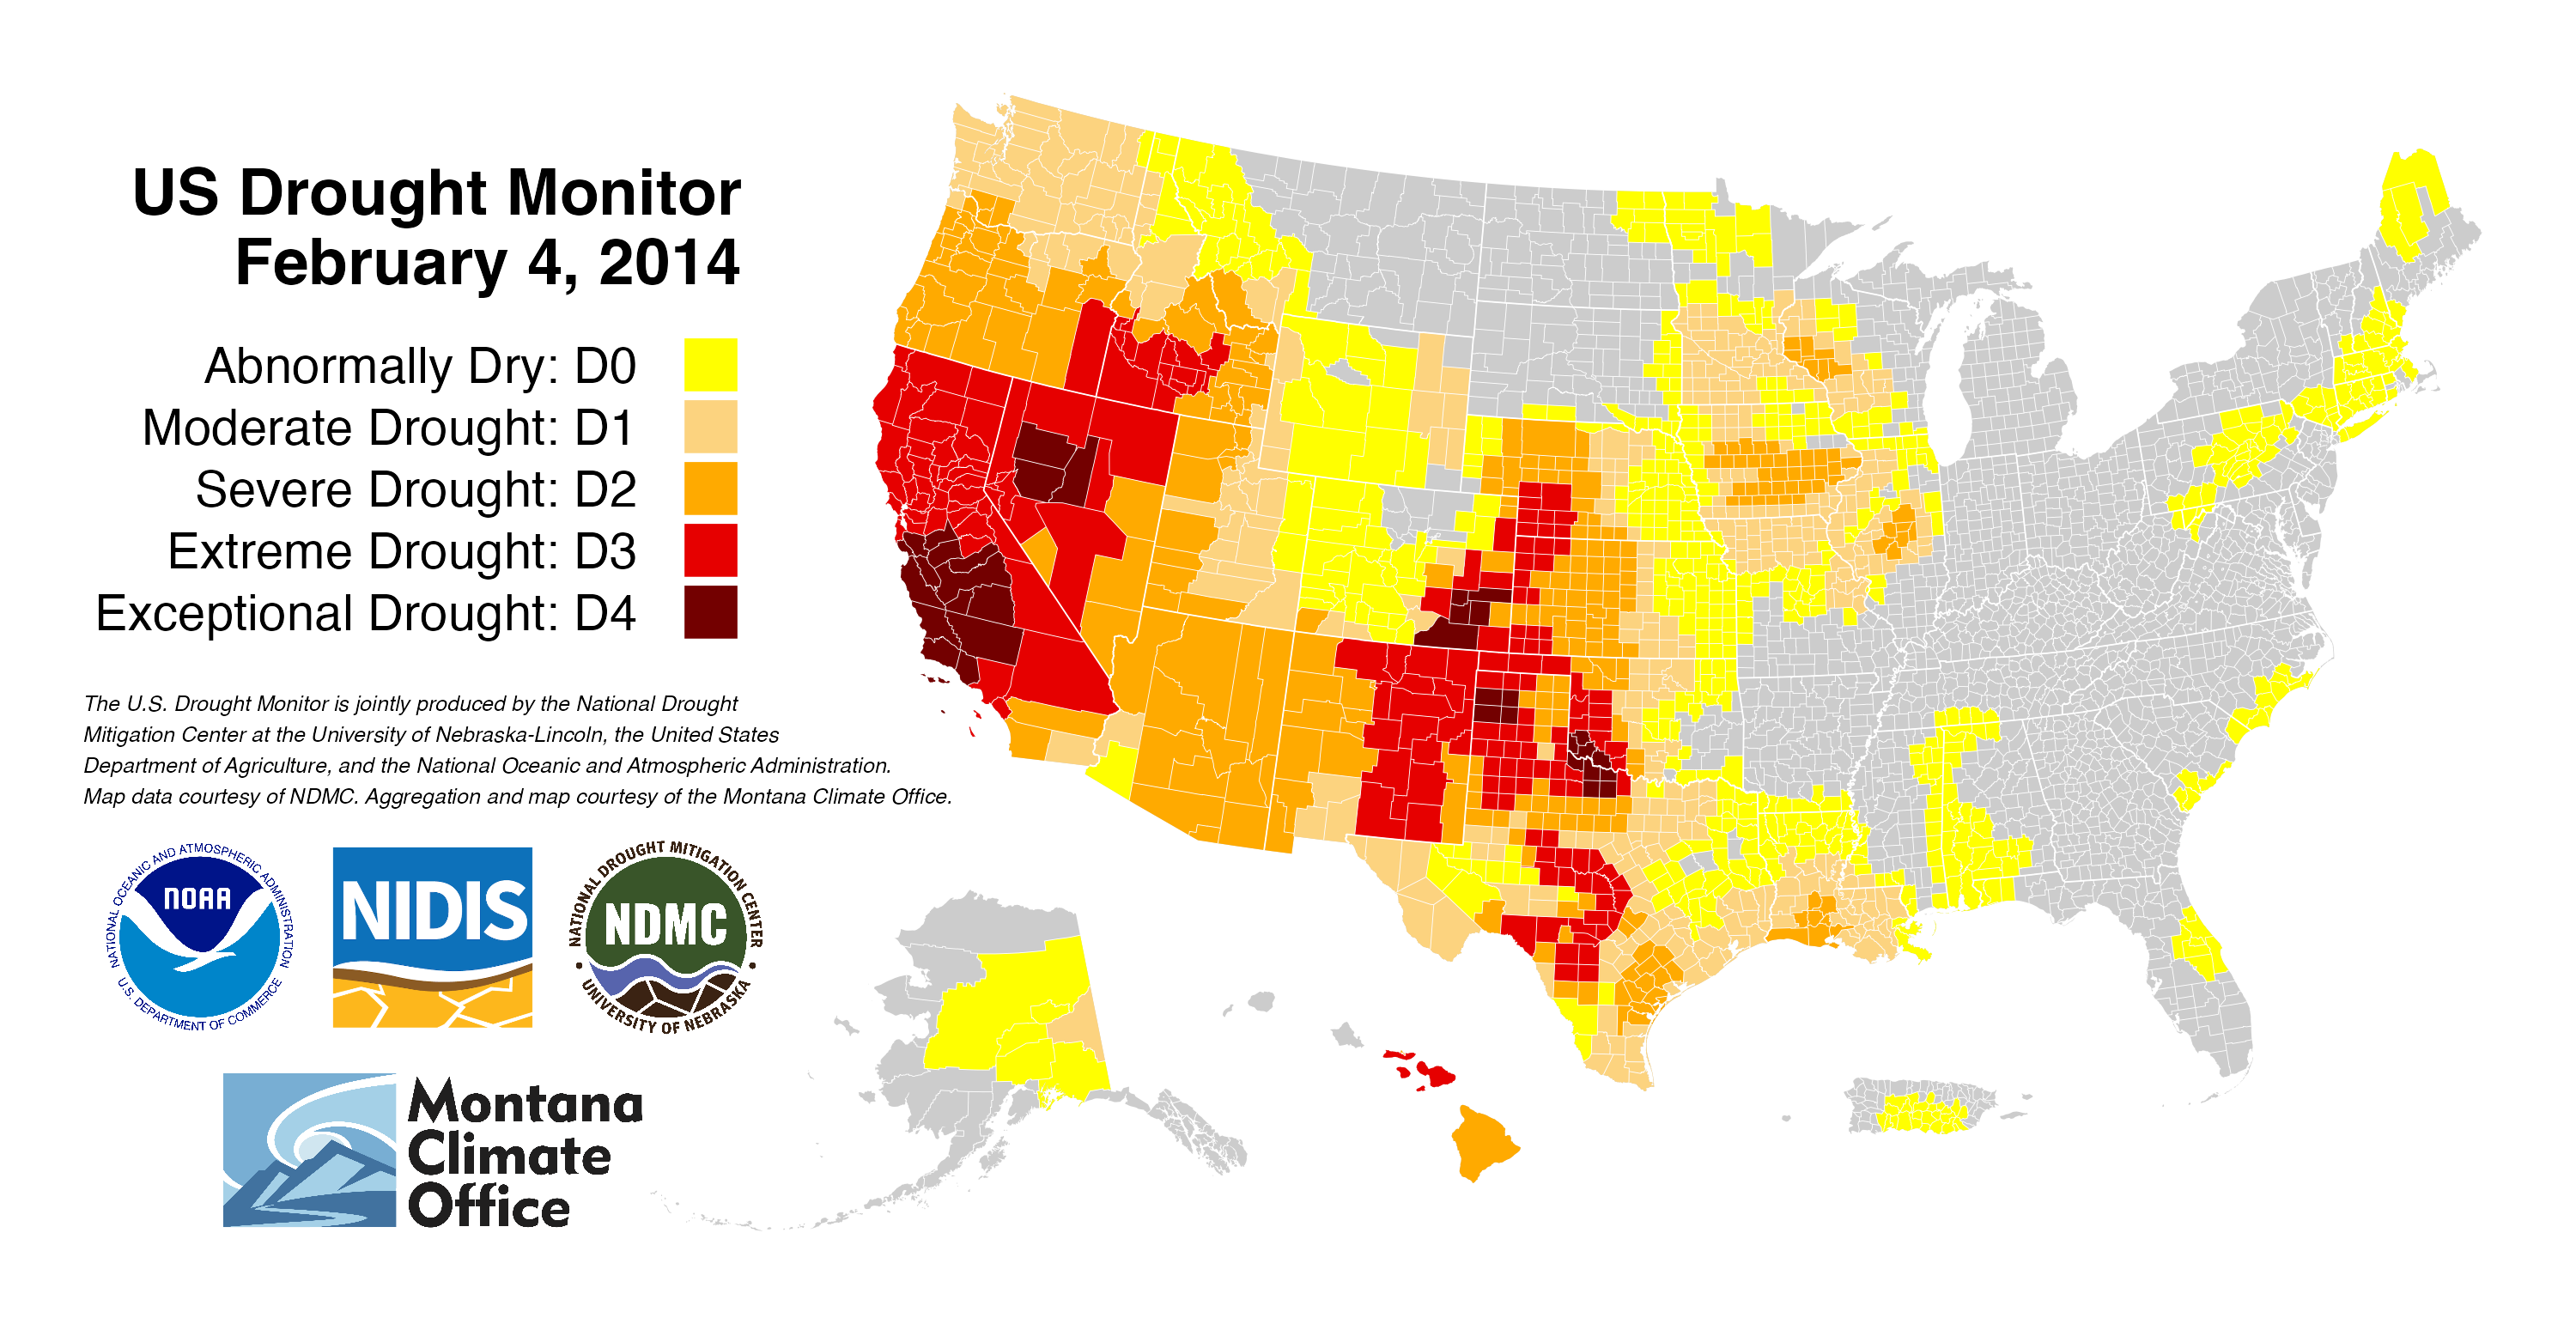 US Drought Monitor
February 4, 2014
Abnormally Dry: D0
Moderate Drought: D1
Severe Drought: D2
Extreme Drought: D3
Exceptional Drought: D4
The U.S. Drought Monitor is jointly produced by the National Drought
Mitigation Center at the University of Nebraska-Lincoln, the United States
Department of Agriculture, and the National Oceanic and Atmospheric Administration.
Map data courtesy of NDMC. Aggregation and map courtesy of the Montana Climate Office.
NATIONAL OCEANIC AND ATMOSPHERIC ADMINISTRATION
NOAA
U.S. DEPARTMENT OF COMMERCE
NIDIS
NATIONAL DROUGHT MITIGATION CENTER
NDMC
UNIVERSITY OF NEBRASKA
Montana
Climate
Office